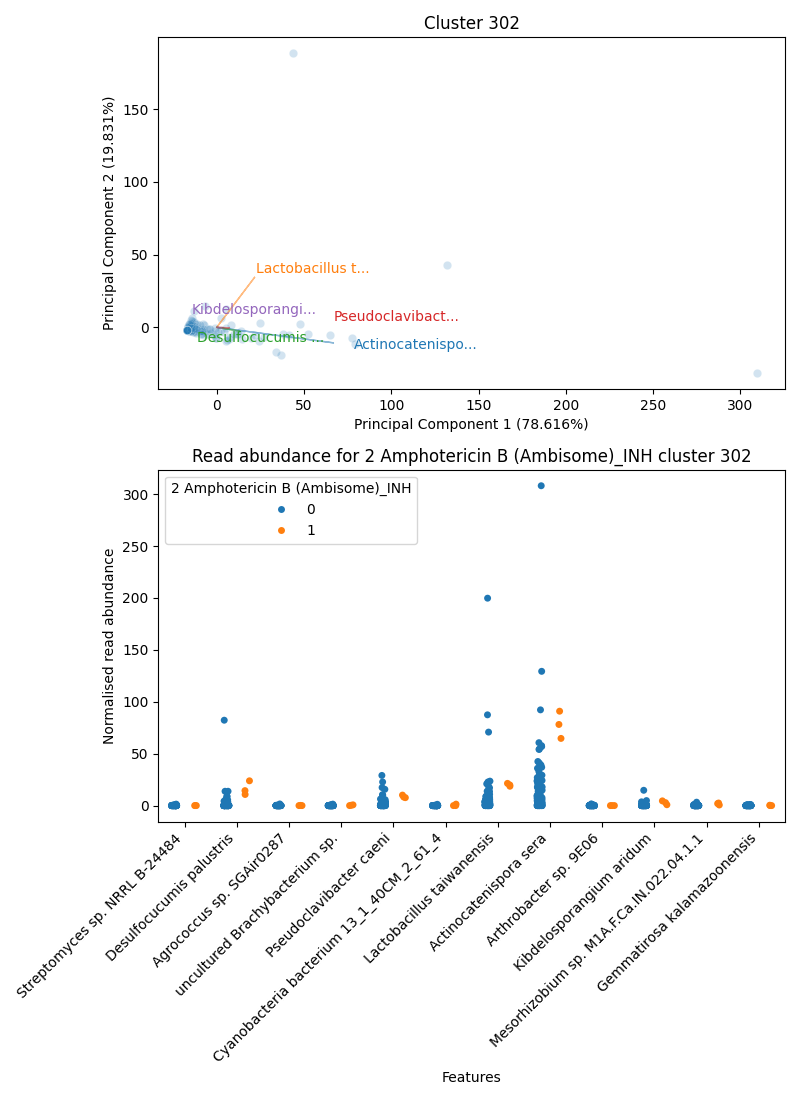 Cluster 302
Principal Component 2 (19.831%)
150
100
50
0
Lactobacillus t...
Kibdelosporangi...
Pseudoclavibact...
Desulfocucumis ...
Actinocatenispo...
0
50
100
150
200
250
300
Principal Component 1 (78.616%)
Read abundance for 2 Amphotericin B (Ambisome)_INH cluster 302
Normalised read abundance
300
250
200
150
100
50
0
2 Amphotericin B (Ambisome)_INH
0
1
Streptomyces sp. NRRL B-24484
Desulfocucumis palustris
Agrococcus sp. SGAir0287
uncultured Brachybacterium sp.
Pseudoclavibacter caeni
Cyanobacteria bacterium 13_1_40CM_2_61_4
Lactobacillus taiwanensis
Actinocatenispora sera
Arthrobacter sp. 9E06
Kibdelosporangium aridum
Mesorhizobium sp. M1A.F.Ca.IN.022.04.1.1
Gemmatirosa kalamazoonensis
Features